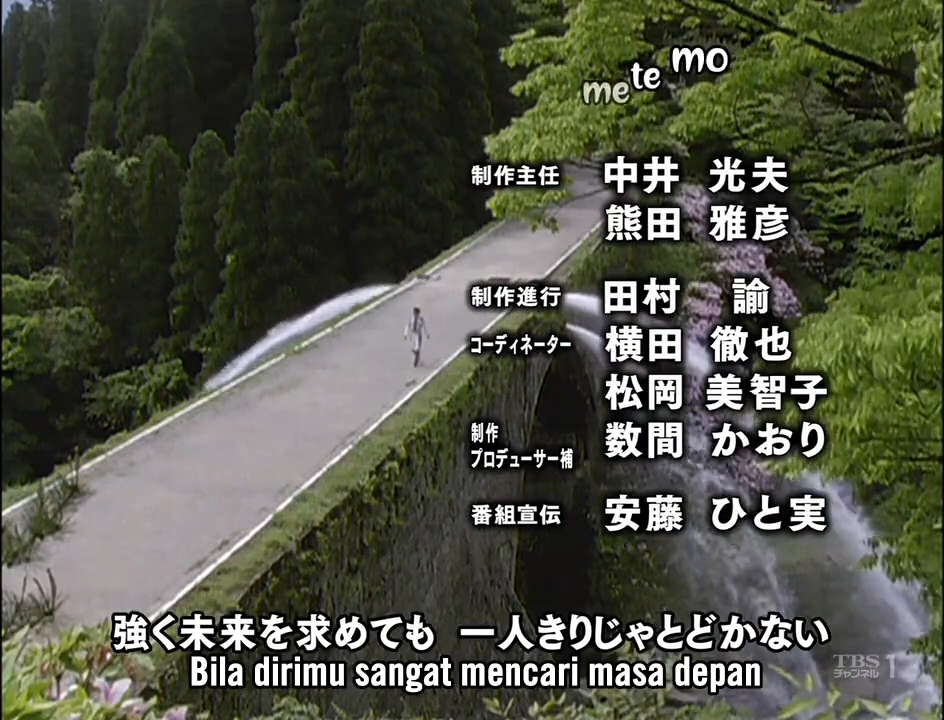 me te mo
制作主任 中井 光夫
熊田 雅彦
制作進行 田村 諭
コーディネーター 横田 徹也
松岡 美智子
制作
プロデューサー補 数間 かおり
番組宣伝 安藤 ひと実
強く未来を求めても 一人きりじゃとどかない
Bila dirimu sangat mencari masa depan
TBS
チャンネル 1